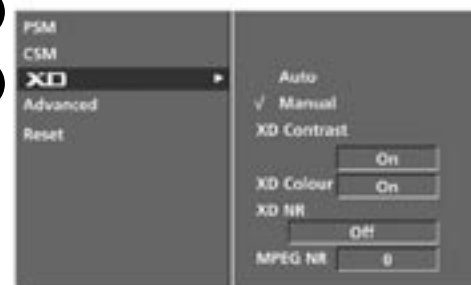 PSM
CSM
XD
Advanced
Reset
Auto
√ Manual
XD Contrast
On
XD Colour On
XD NR
Off
MPEG NR 0